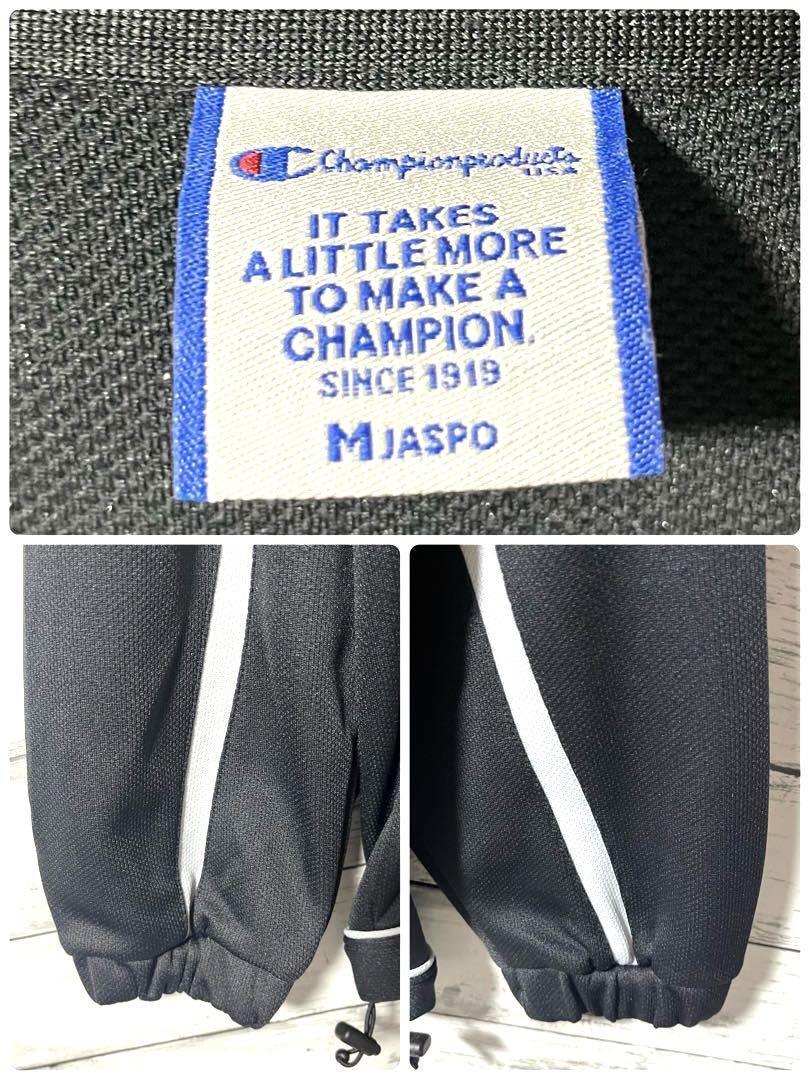 Championproducts
USA
IT TAKES
A LITTLE MORE
TO MAKE A
CHAMPION.
SINCE 1919
M JASPO